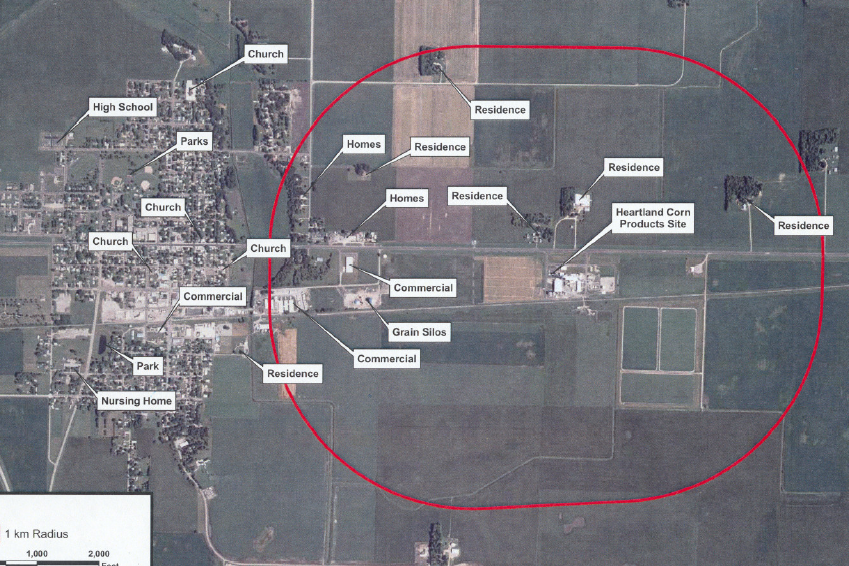 Church
High School
Residence
Parks
Homes
Residence
Residence
Church
Homes
Residence
Heartland Corn
Products Site
Residence
Church
Church
Commercial
Commercial
Grain Silos
Commercial
Park
Residence
Nursing Home
1 km Radius
1,000
2,000
Feet